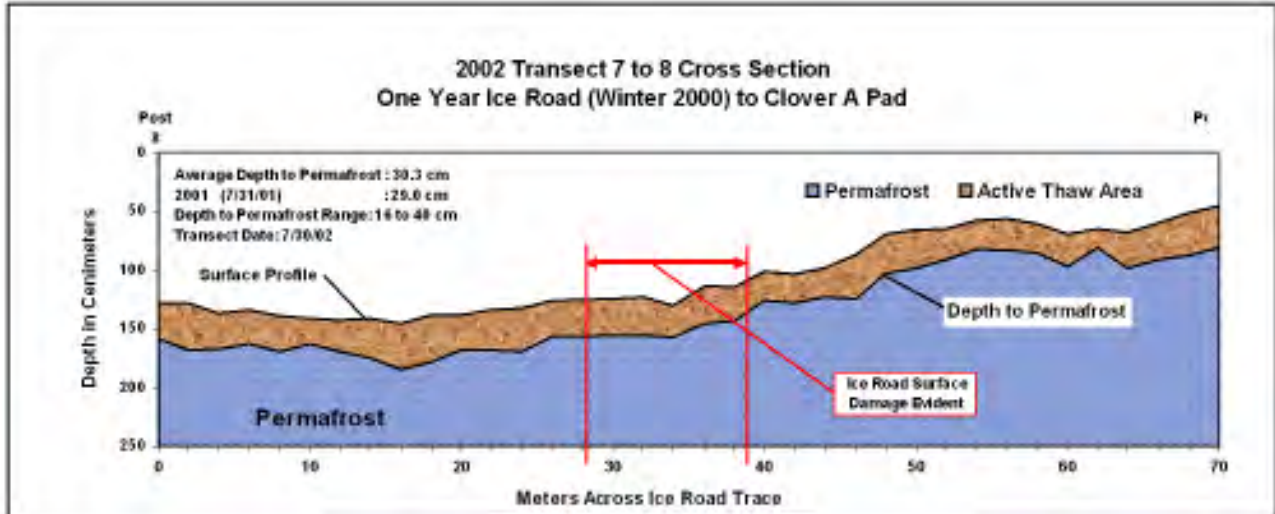 2002 Transect 7 to 8 Cross Section
One Year Ice Road (Winter 2000) to Clover A Pad
Post
0
50
100
150
200
250
Depth in Cenimeters
Average Depth to Permafrost : 30.3 cm
2001 (7/31/01) : 29.0 cm
Depth to Permafrost Range: 16 to 40 cm
Transect Date: 7/30/02
Permafrost
Active Thaw Area
Surface Profile
Depth to Permafrost
Ice Road Surface
Damage Evident
Permafrost
0 10 20 30 40 50 60 70
Meters Across Ice Road Trace